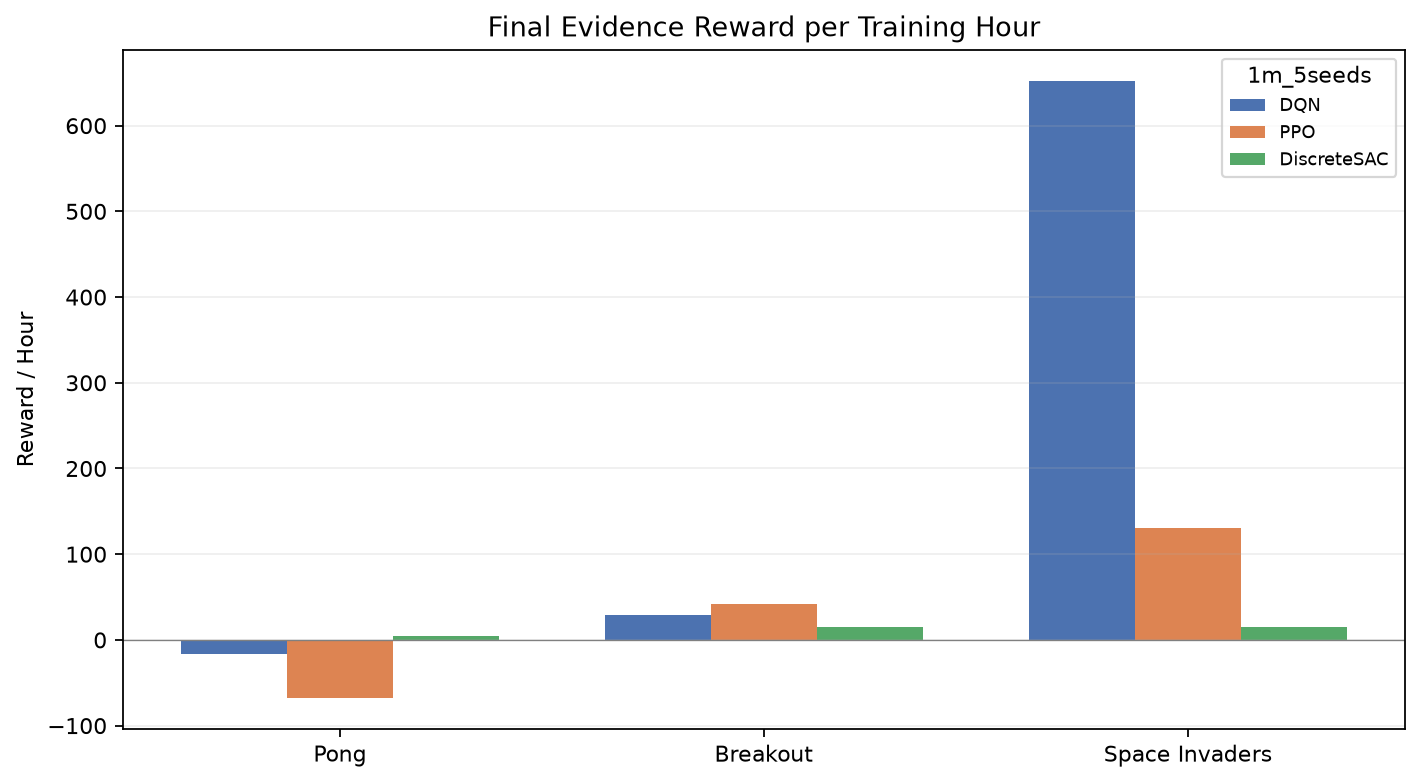 Final Evidence Reward per Training Hour
1m_5seeds
DQN
PPO
DiscreteSAC
Reward / Hour
600
500
400
300
200
100
0
−100
Pong
Breakout
Space Invaders